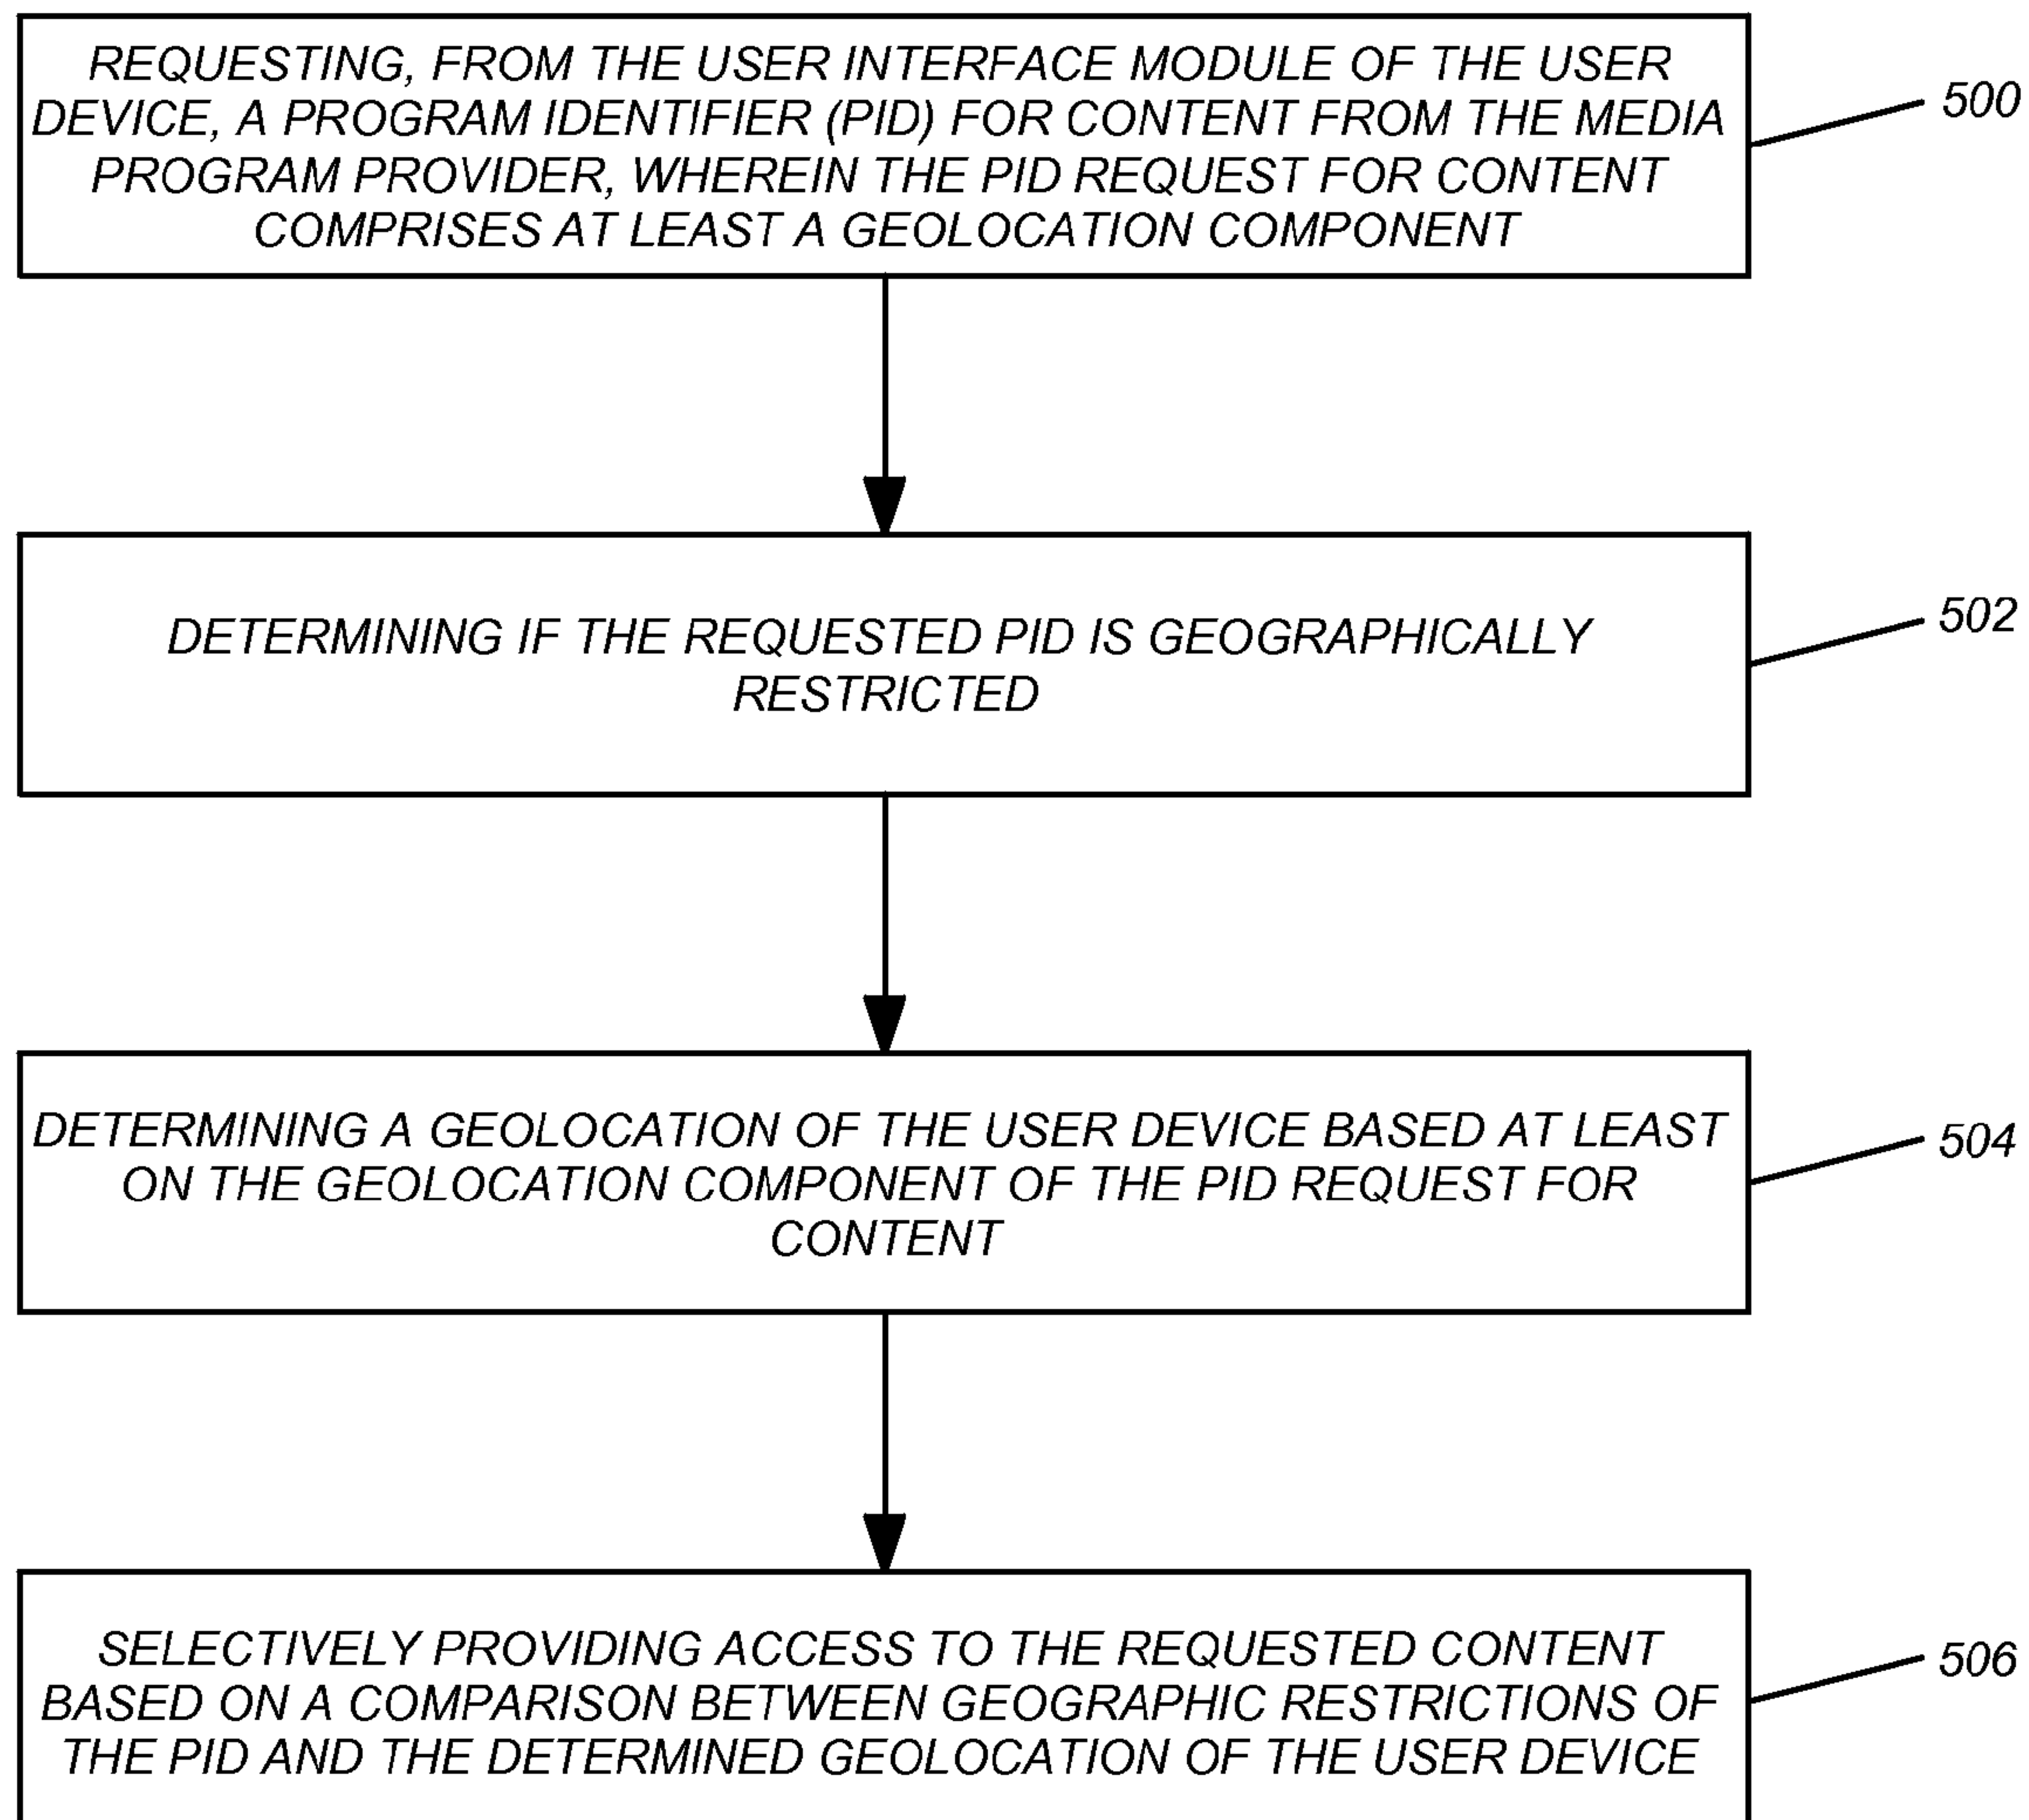 REQUESTING, FROM THE USER INTERFACE MODULE OF THE USER
DEVICE, A PROGRAM IDENTIFIER (PID) FOR CONTENT FROM THE MEDIA
PROGRAM PROVIDER, WHEREIN THE PID REQUEST FOR CONTENT
COMPRISES AT LEAST A GEOLOCATION COMPONENT
500
DETERMINING IF THE REQUESTED PID IS GEOGRAPHICALLY
RESTRICTED
502
DETERMINING A GEOLOCATION OF THE USER DEVICE BASED AT LEAST
ON THE GEOLOCATION COMPONENT OF THE PID REQUEST FOR
CONTENT
504
SELECTIVELY PROVIDING ACCESS TO THE REQUESTED CONTENT
BASED ON A COMPARISON BETWEEN GEOGRAPHIC RESTRICTIONS OF
THE PID AND THE DETERMINED GEOLOCATION OF THE USER DEVICE
506